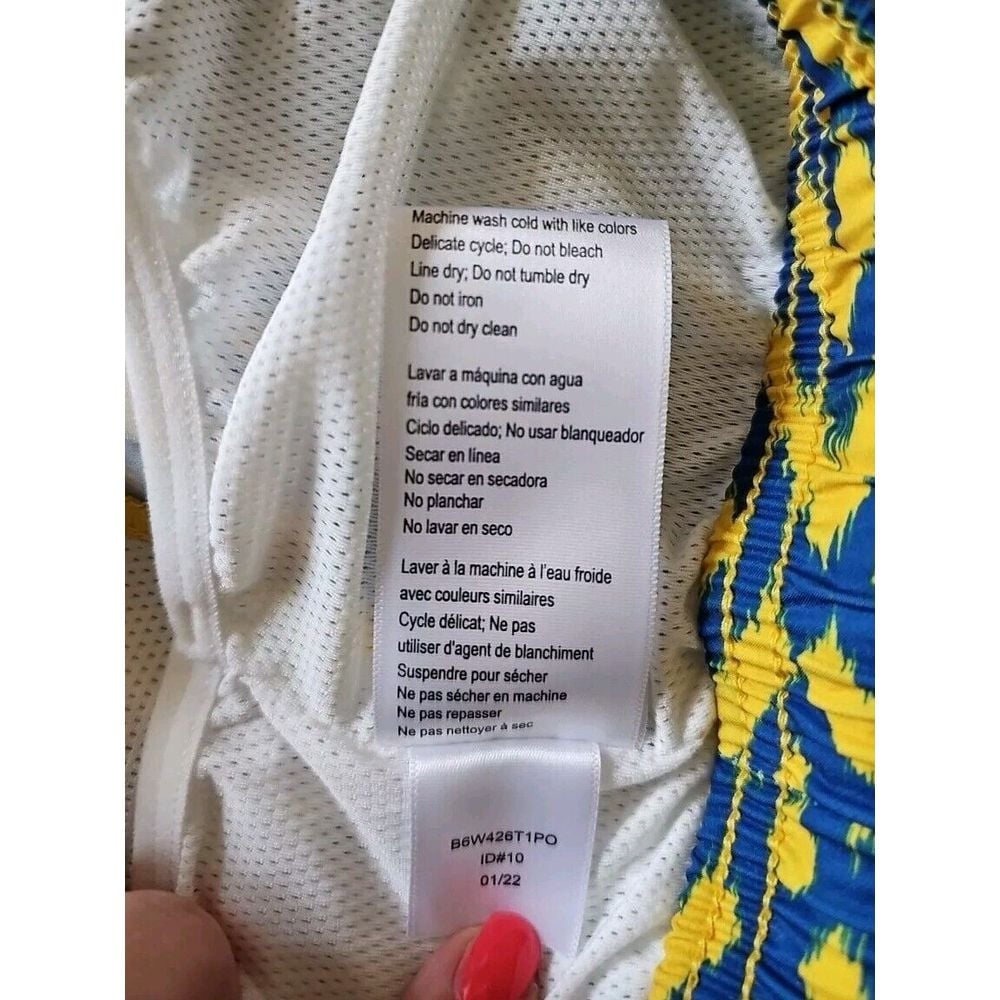 Machine wash cold with like colors
Delicate cycle; Do not bleach
Line dry; Do not tumble dry
Do not iron
Do not dry clean
Lavar a máquina con agua
fría con colores similares
Ciclo delicado; No usar blanqueador
Secar en línea
No secar en secadora
No planchar
No lavar en seco
Laver à la machine à l'eau froide
avec couleurs similaires
Cycle délicat; Ne pas
utiliser d'agent de blanchiment
Suspendre pour sécher
Ne pas sécher en machine
Ne pas repasser
Ne pas nettoyer à sec
B6W426T1PO
ID#10
01/22